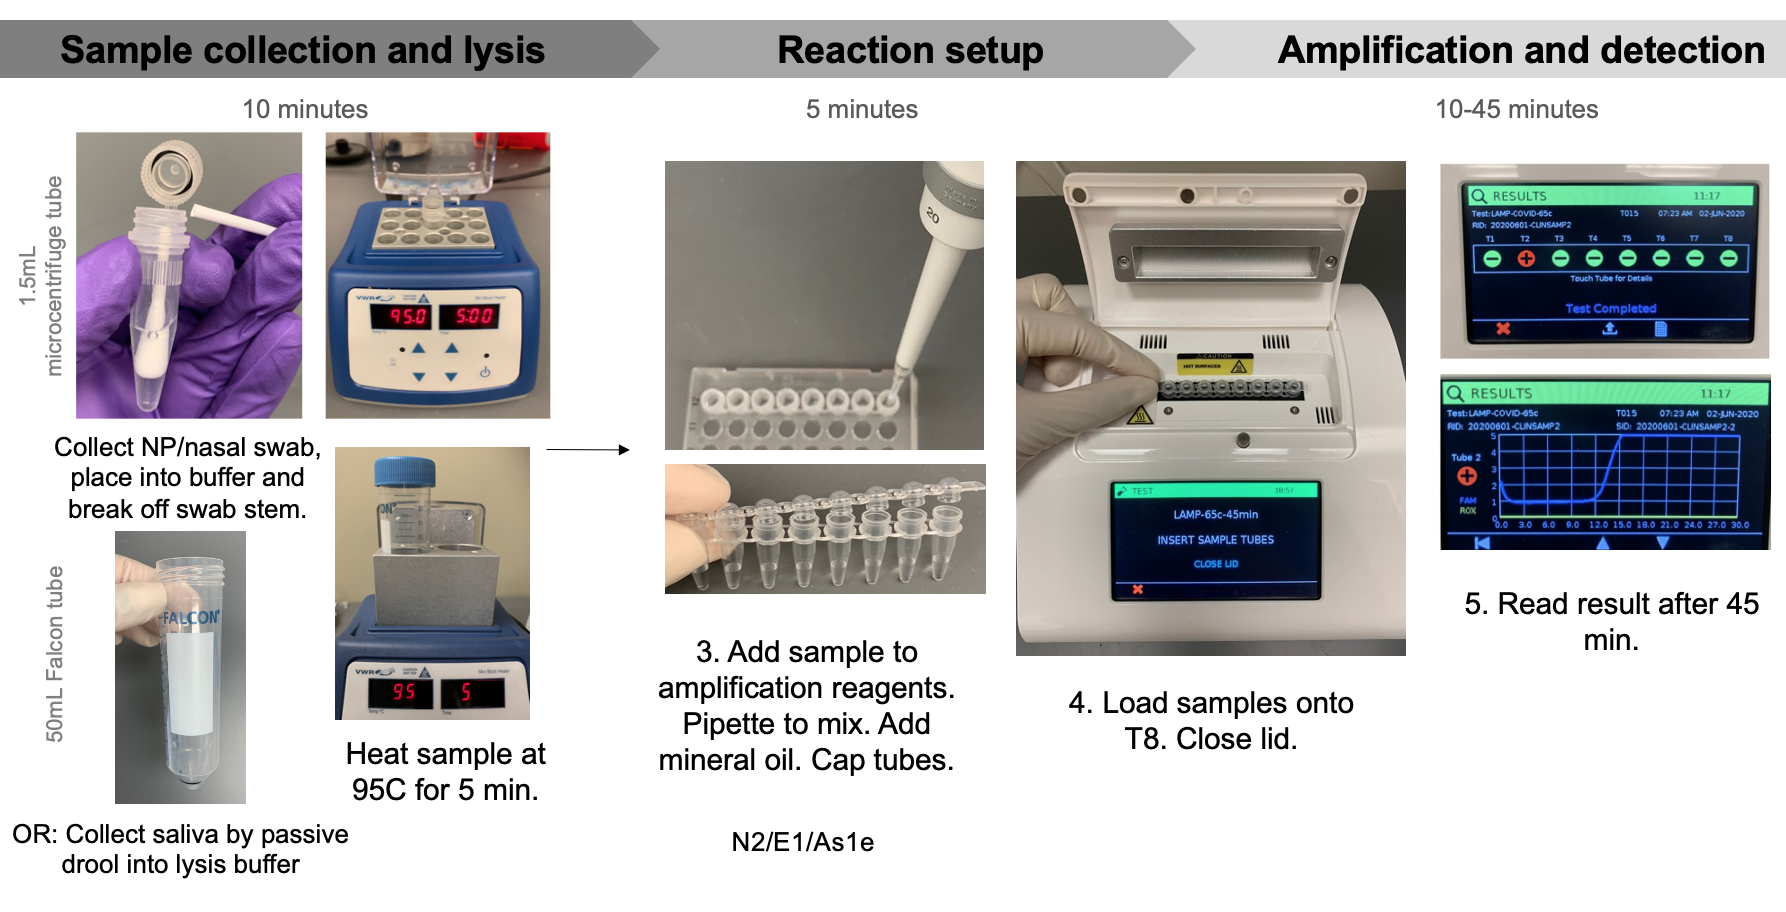 Sample collection and lysis
Reaction setup
Amplification and detection
10 minutes
5 minutes
10-45 minutes
1.5mL
microcentrifuge tube
VWR
95.0
5:00
Collect NP/nasal swab,
place into buffer and
break off swab stem.
50mL Falcon tube
FALCON
OR: Collect saliva by passive
drool into lysis buffer
VWR
95
5
Heat sample at
95C for 5 min.
20
3. Add sample to
amplification reagents.
Pipette to mix. Add
mineral oil. Cap tubes.
N2/E1/As1e
CAUTION
HOT SURFACES
TEST
10:57
LAMP-65c-45min
INSERT SAMPLE TUBES
CLOSE LID
4. Load samples onto
T8. Close lid.
RESULTS 11:17
Test:LAMP-COVID-65c T015 07:23 AM 02-JUN-2020
RID: 20200601-CLINSAMP2
T1 T2 T3 T4 T5 T6 T7 T8
Touch Tube for Details
Test Completed
RESULTS 11:17
Test:LAMP-COVID-65c T015 07:23 AM 02-JUN-2020
RID: 20200601-CLINSAMP2 SID: 20200601-CLINSAMP2-2
Tube 2
FAM
ROX
5
4
3
2
1
0
0.0 3.0 6.0 9.0 12.0 15.0 18.0 21.0 24.0 27.0 30.0
5. Read result after 45
min.